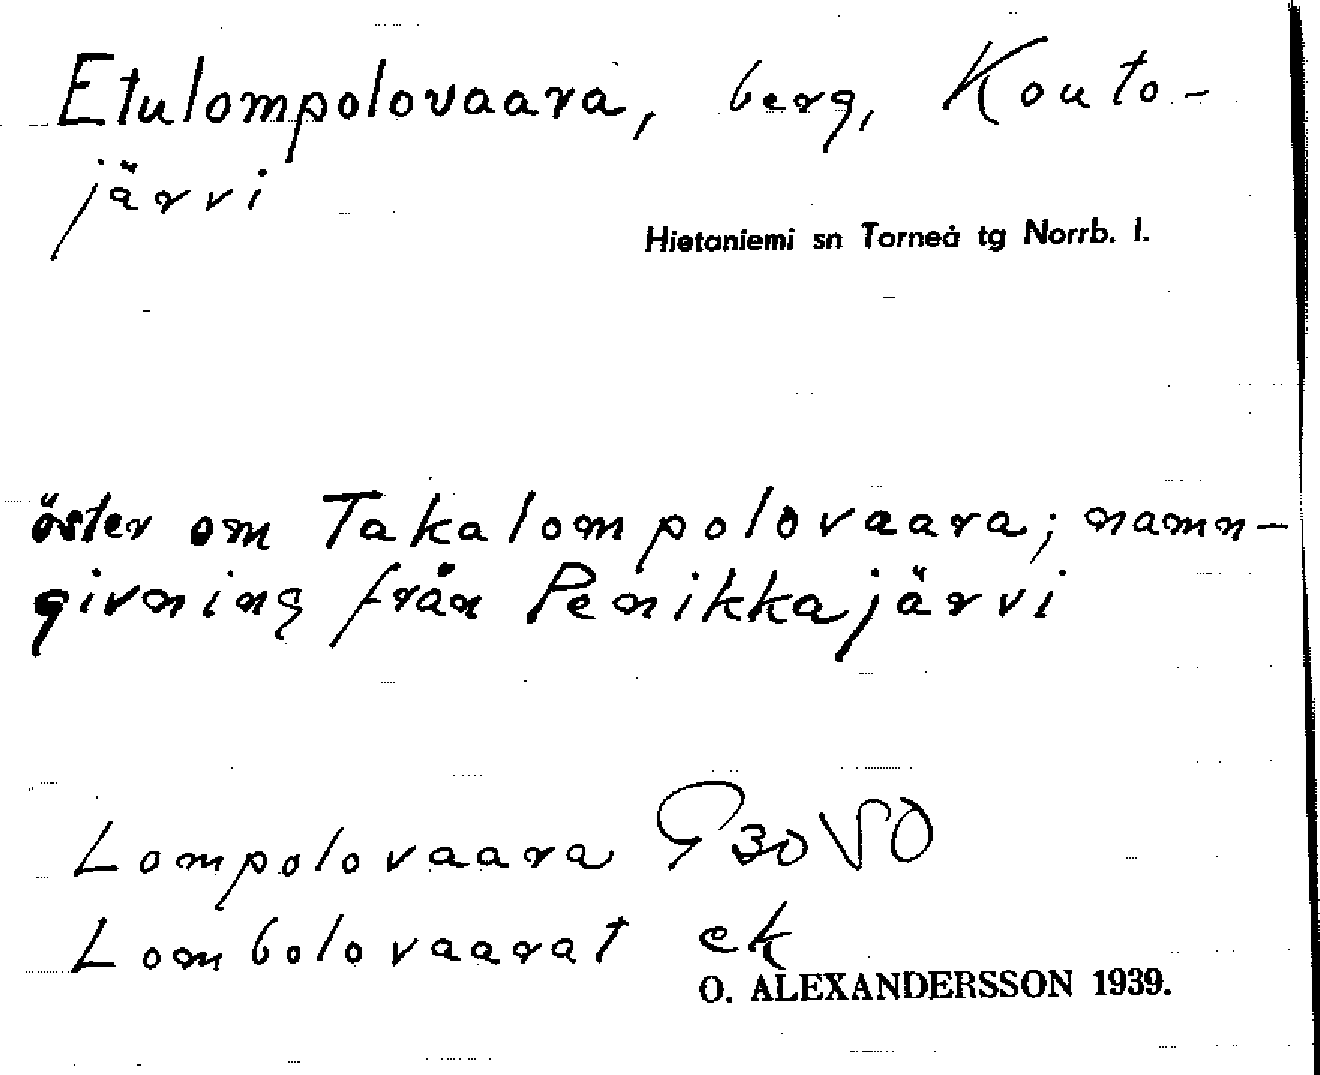 Etulompolovaara, berg, Kouto-
järvi
Hietaniemi sn Torneå tg Norrb. l.
öster om Takalompolovaara; namn-
givning från Penikkajärvi
Lompolovaara G30VSO
Lombolovaarat ek
O. ALEXANDERSSON 1939.